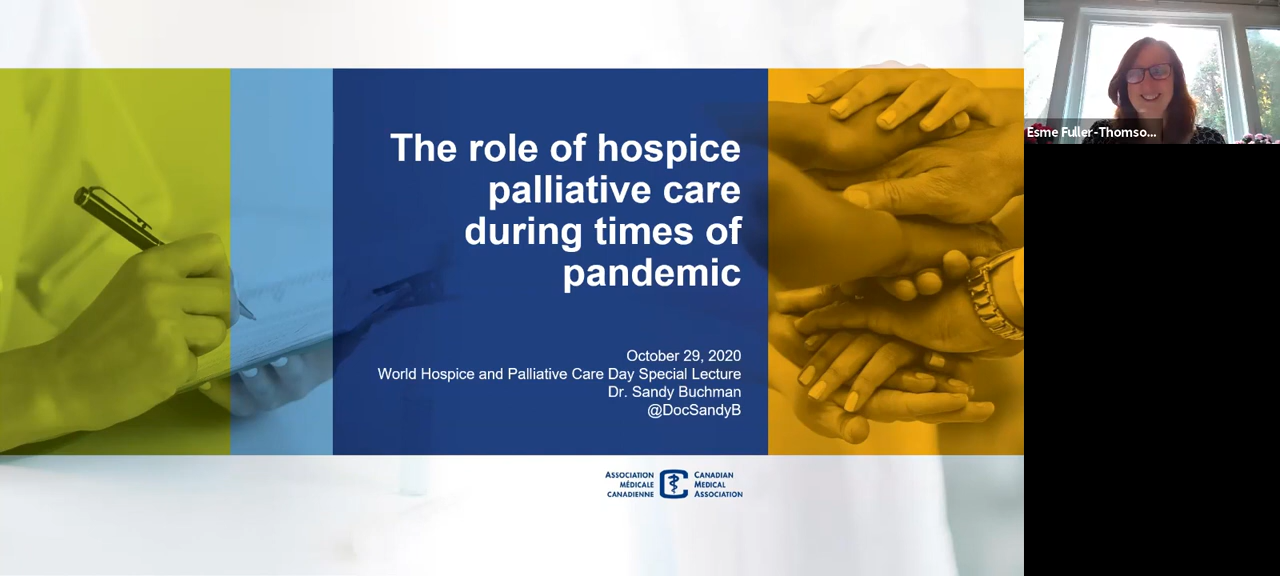 The role of hospice
palliative care
during times of
pandemic
October 29, 2020
World Hospice and Palliative Care Day Special Lecture
Dr. Sandy Buchman
@DocSandyB
ASSOCIATION
MÉDICALE
CANADIENNE
CANADIAN
MEDICAL
ASSOCIATION
Esme Fuller-Thomso...